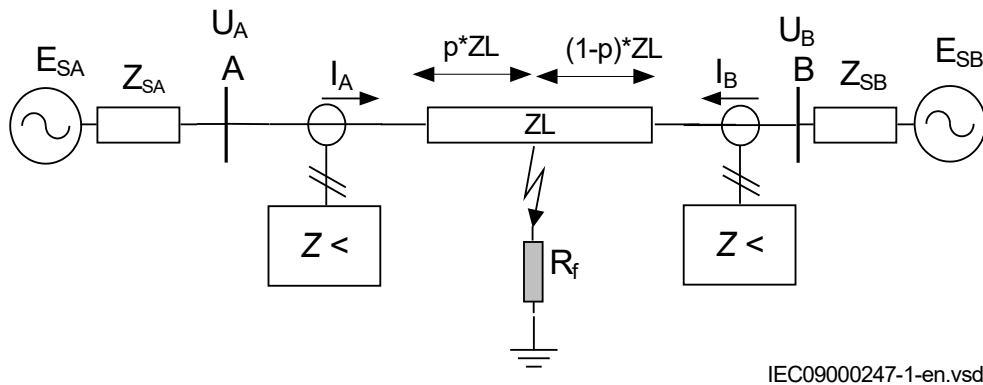 E_SA
Z_SA
U_A
A
I_A
p*ZL
(1-p)*ZL
I_B
U_B
B
Z_SB
E_SB
ZL
Z <
Z <
R_f
IEC09000247-1-en.vsd